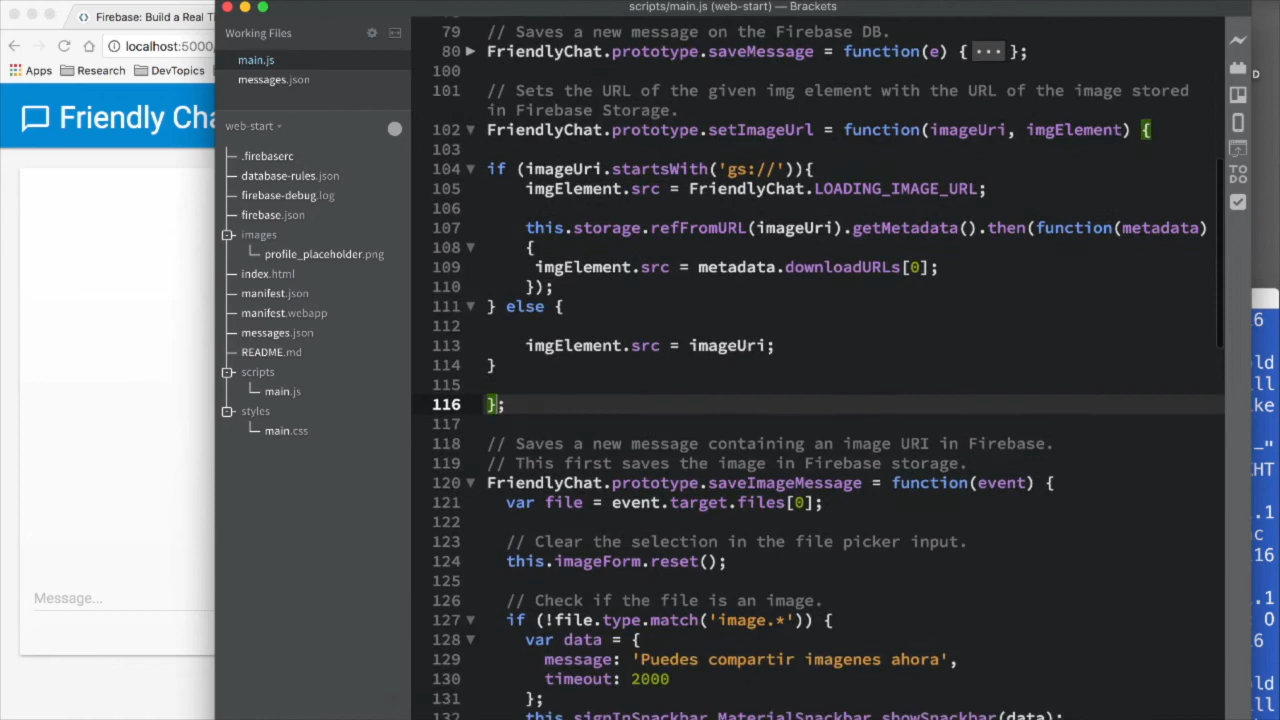 Firebase: Build a Real Ti
localhost:5000,
Apps
Research
DevTopics
Friendly Cha
Message...
scripts/main.js (web-start) — Brackets
Working Files
main.js
messages.json
web-start
.firebaserc
database-rules.json
firebase-debug.log
firebase.json
images
profile_placeholder.png
index.html
manifest.json
manifest.webapp
messages.json
README.md
scripts
main.js
styles
main.css
79 // Saves a new message on the Firebase DB.
80 FriendlyChat.prototype.saveMessage = function(e) {...};
100
101 // Sets the URL of the given img element with the URL of the image stored
in Firebase Storage.
102 FriendlyChat.prototype.setImageUrl = function(imageUri, imgElement) {
103
104 if (imageUri.startsWith('gs://')){
105 imgElement.src = FriendlyChat.LOADING_IMAGE_URL;
106
107 this.storage.refFromURL(imageUri).getMetadata().then(function(metadata)
108 {
109 imgElement.src = metadata.downloadURLs[0];
110 });
111 } else {
112
113 imgElement.src = imageUri;
114 }
115
116 };
117
118 // Saves a new message containing an image URI in Firebase.
119 // This first saves the image in Firebase storage.
120 FriendlyChat.prototype.saveImageMessage = function(event) {
121 var file = event.target.files[0];
122
123 // Clear the selection in the file picker input.
124 this.imageForm.reset();
125
126 // Check if the file is an image.
127 if (!file.type.match('image.*')) {
128 var data = {
129 message: 'Puedes compartir imagenes ahora',
130 timeout: 2000
131 };
132 this.signInSnackbar.MaterialSnackbar.showSnackbar(data);
TO
DO